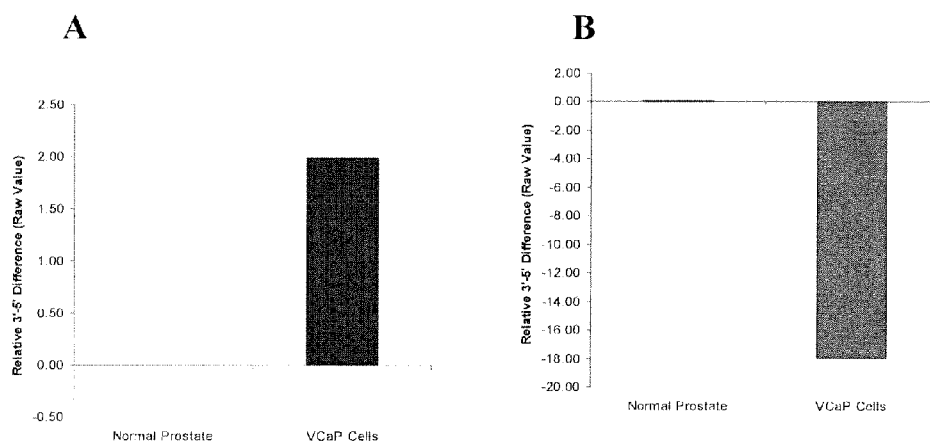 A
Relative 3'-5' Difference (Raw Value)
2.50
2.00
1.50
1.00
0.50
0.00
-0.50
Normal Prostate
VCaP Cells
B
Relative 3'-5' Difference (Raw Value)
2.00
0.00
-2.00
-4.00
-6.00
-8.00
-10.00
-12.00
-14.00
-16.00
-18.00
-20.00
Normal Prostate
VCaP Cells